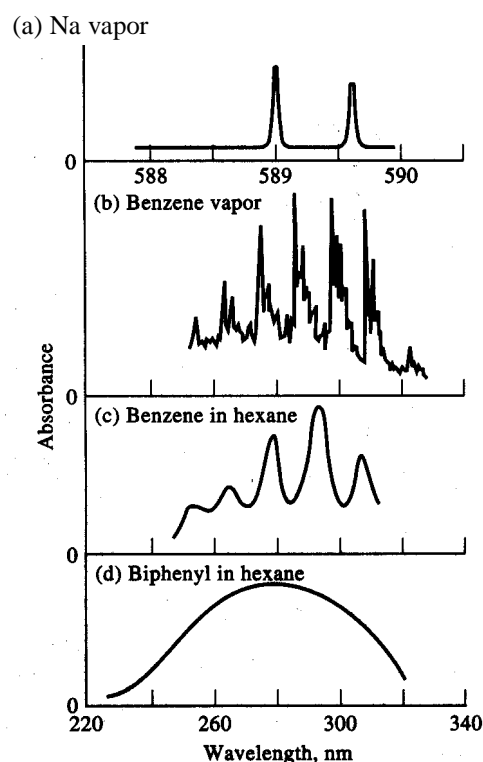 (a) Na vapor
0
588 589 590
(b) Benzene vapor
Absorbance
0
(c) Benzene in hexane
0
(d) Biphenyl in hexane
0
220 260 300 340
Wavelength, nm